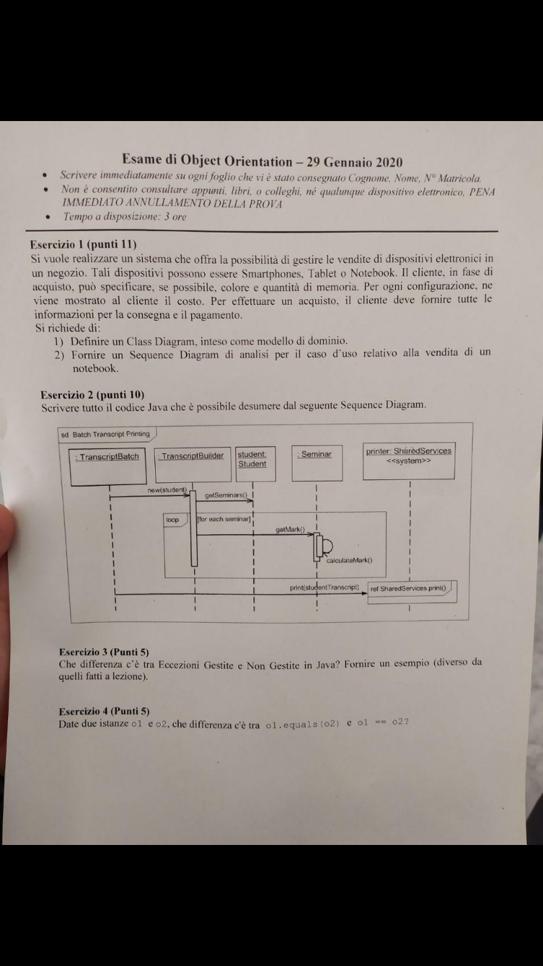 Esame di Object Orientation – 29 Gennaio 2020
• Scrivere immediatamente su ogni foglio che vi è stato consegnato Cognome, Nome, N° Matricola.
• Non è consentito consultare appunti, libri, o colleghi, né qualunque dispositivo elettronico, PENA
IMMEDIATO ANNULLAMENTO DELLA PROVA
• Tempo a disposizione: 3 ore
Esercizio 1 (punti 11)
Si vuole realizzare un sistema che offra la possibilità di gestire le vendite di dispositivi elettronici in
un negozio. Tali dispositivi possono essere Smartphones, Tablet o Notebook. Il cliente, in fase di
acquisto, può specificare, se possibile, colore e quantità di memoria. Per ogni configurazione, ne
viene mostrato al cliente il costo. Per effettuare un acquisto, il cliente deve fornire tutte le
informazioni per la consegna e il pagamento.
Si richiede di:
1) Definire un Class Diagram, inteso come modello di dominio.
2) Fornire un Sequence Diagram di analisi per il caso d'uso relativo alla vendita di un
notebook.
Esercizio 2 (punti 10)
Scrivere tutto il codice Java che è possibile desumere dal seguente Sequence Diagram.
sd Batch Transcript Printing
: TranscriptBatch
: TranscriptBuilder
student:
Student
: Seminar
printer: SharedServices
<<system>>
new(student)
getSeminars()
loop
[for each seminar]
getMark()
calculateMark()
print(studentTranscript)
ref SharedServices.print()
Esercizio 3 (Punti 5)
Che differenza c'è tra Eccezioni Gestite e Non Gestite in Java? Fornire un esempio (diverso da
quelli fatti a lezione).
Esercizio 4 (Punti 5)
Date due istanze o1 e o2, che differenza c'è tra o1.equals(o2) e o1 == o2?